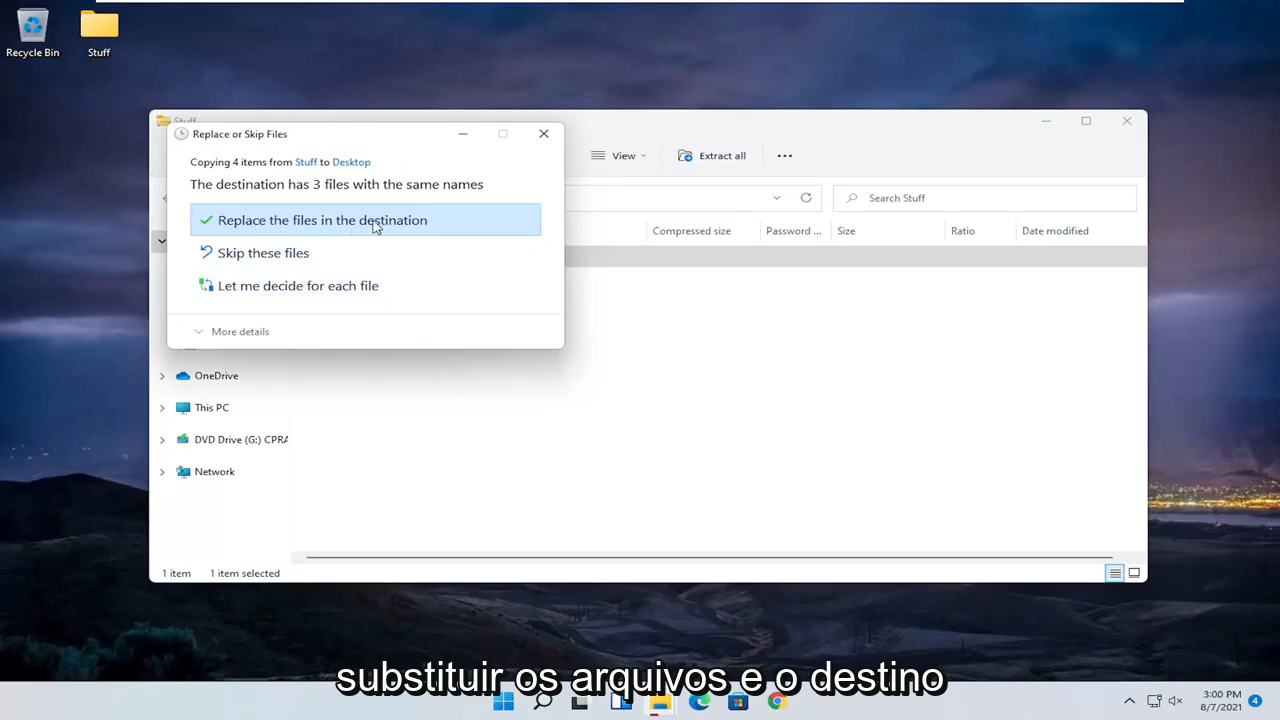 Recycle Bin
Stuff
Stuff
Replace or Skip Files
Copying 4 items from Stuff to Desktop
The destination has 3 files with the same names
Replace the files in the destination
Skip these files
Let me decide for each file
More details
View
Extract all
Search Stuff
Compressed size
Password ...
Size
Ratio
Date modified
OneDrive
This PC
DVD Drive (G:) CPRA
Network
1 item
1 item selected
substituir os arquivos e o destino
3:00 PM
8/7/2021
4